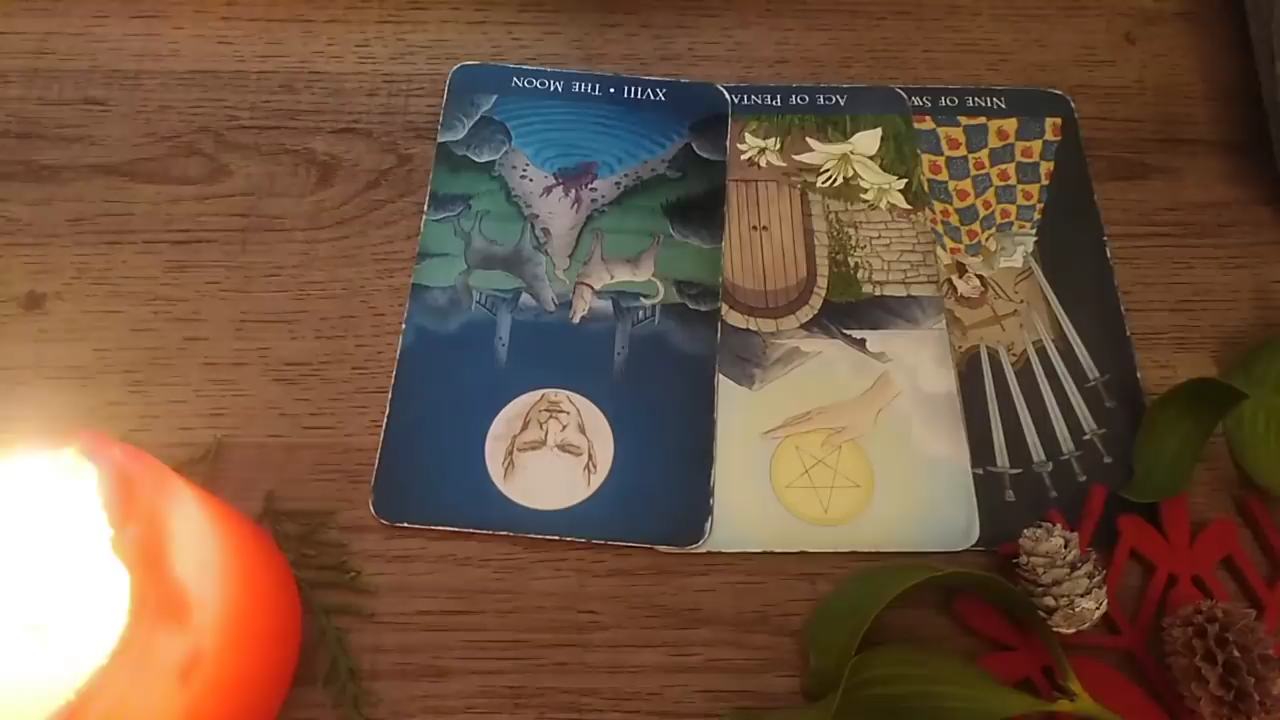 XVIII • THE MOON
ACE OF PENTA
NINE OF SW